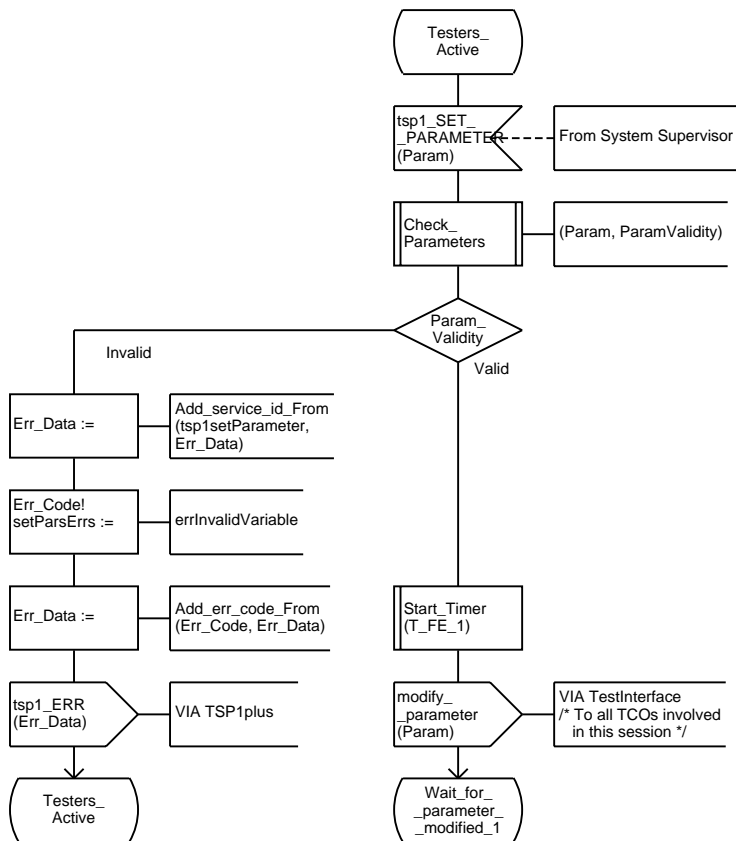 Testers_
Active
tsp1_SET_
_PARAMETER
(Param)
From System Supervisor
Check_
Parameters
(Param, ParamValidity)
Param_
Validity
Invalid
Valid
Err_Data :=
Add_service_id_From
(tsp1setParameter,
Err_Data)
Err_Code!
setParsErrs :=
errInvalidVariable
Err_Data :=
Add_err_code_From
(Err_Code, Err_Data)
Start_Timer
(T_FE_1)
tsp1_ERR
(Err_Data)
VIA TSP1plus
modify_
_parameter
(Param)
VIA TestInterface
/* To all TCOs involved
in this session */
Testers_
Active
Wait_for_
_parameter_
_modified_1